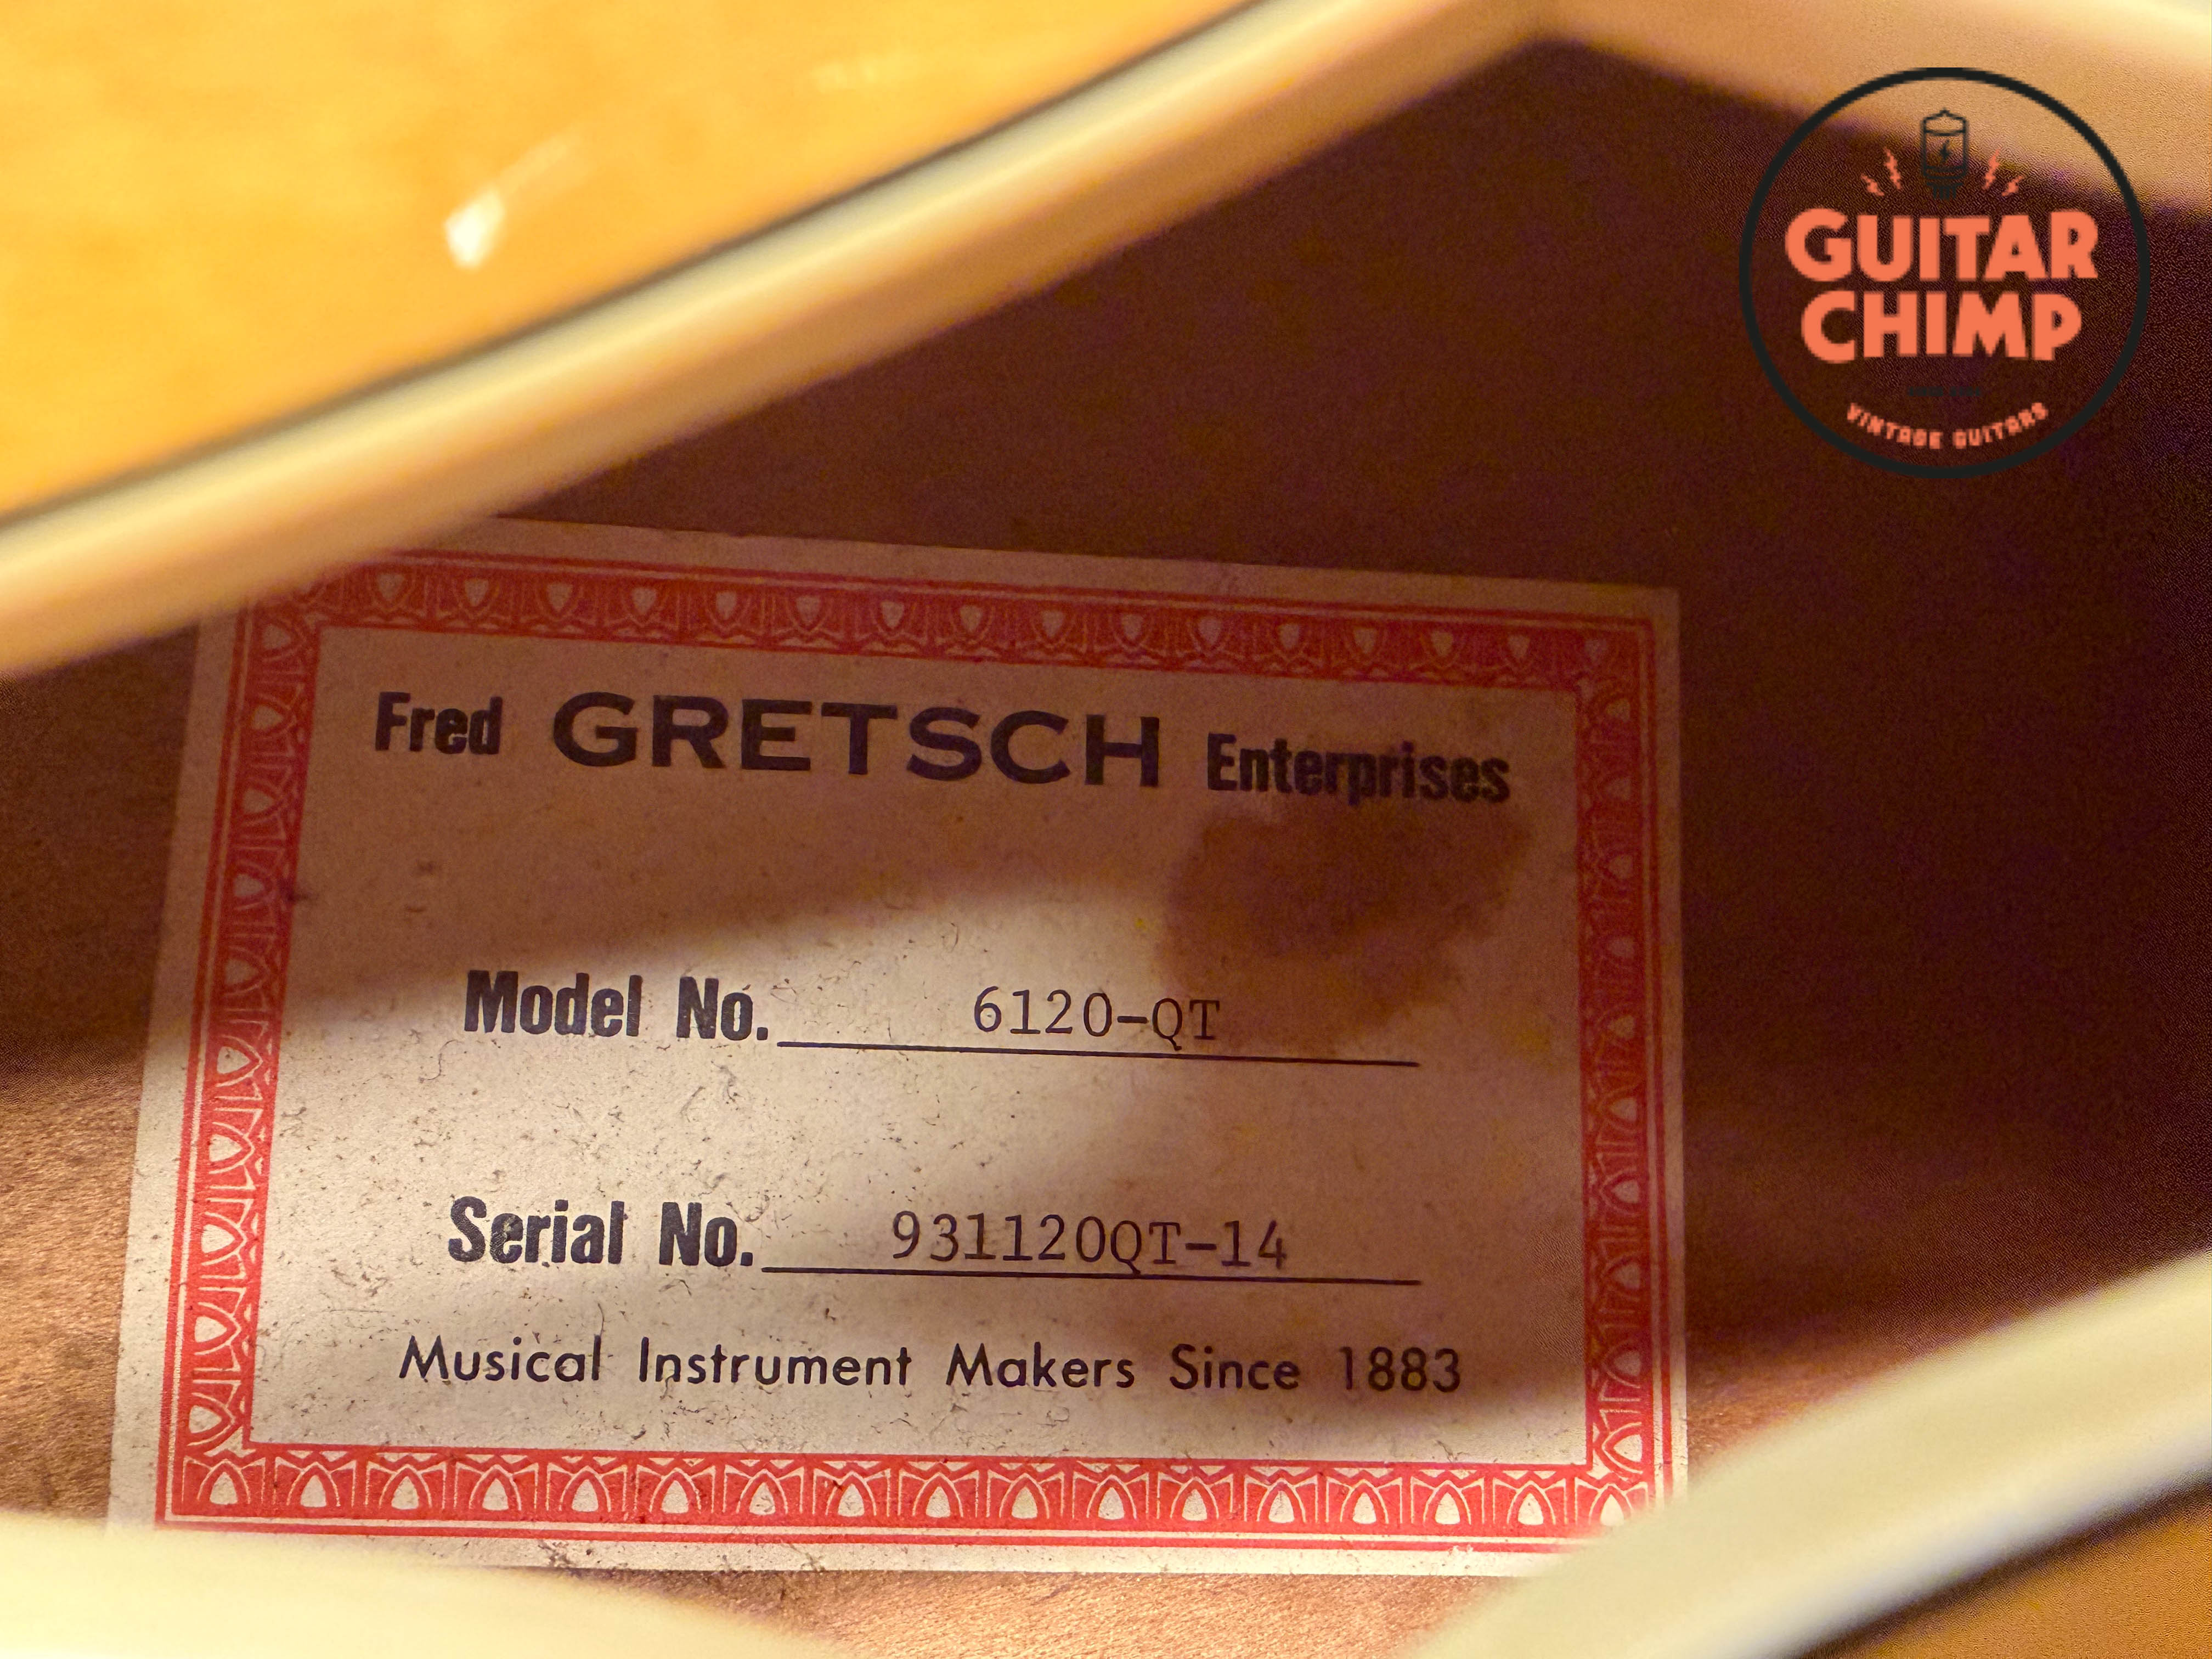 GUITAR
CHIMP
VINTAGE GUITARS
Fred GRETSCH Enterprises
Model No. 6120-QT
Serial No. 931120QT-14
Musical Instrument Makers Since 1883